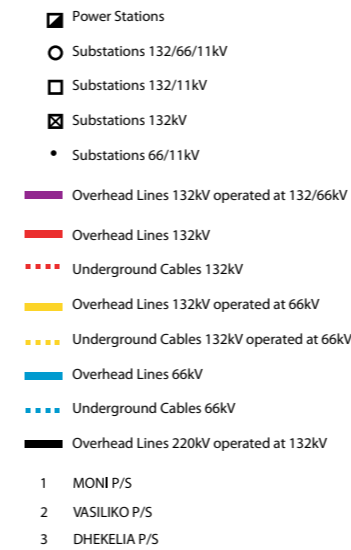 Power Stations
Substations 132/66/11kV
Substations 132/11kV
Substations 132kV
Substations 66/11kV
Overhead Lines 132kV operated at 132/66kV
Overhead Lines 132kV
Underground Cables 132kV
Overhead Lines 132kV operated at 66kV
Underground Cables 132kV operated at 66kV
Overhead Lines 66kV
Underground Cables 66kV
Overhead Lines 220kV operated at 132kV
1 MONI P/S
2 VASILIKO P/S
3 DHEKELIA P/S